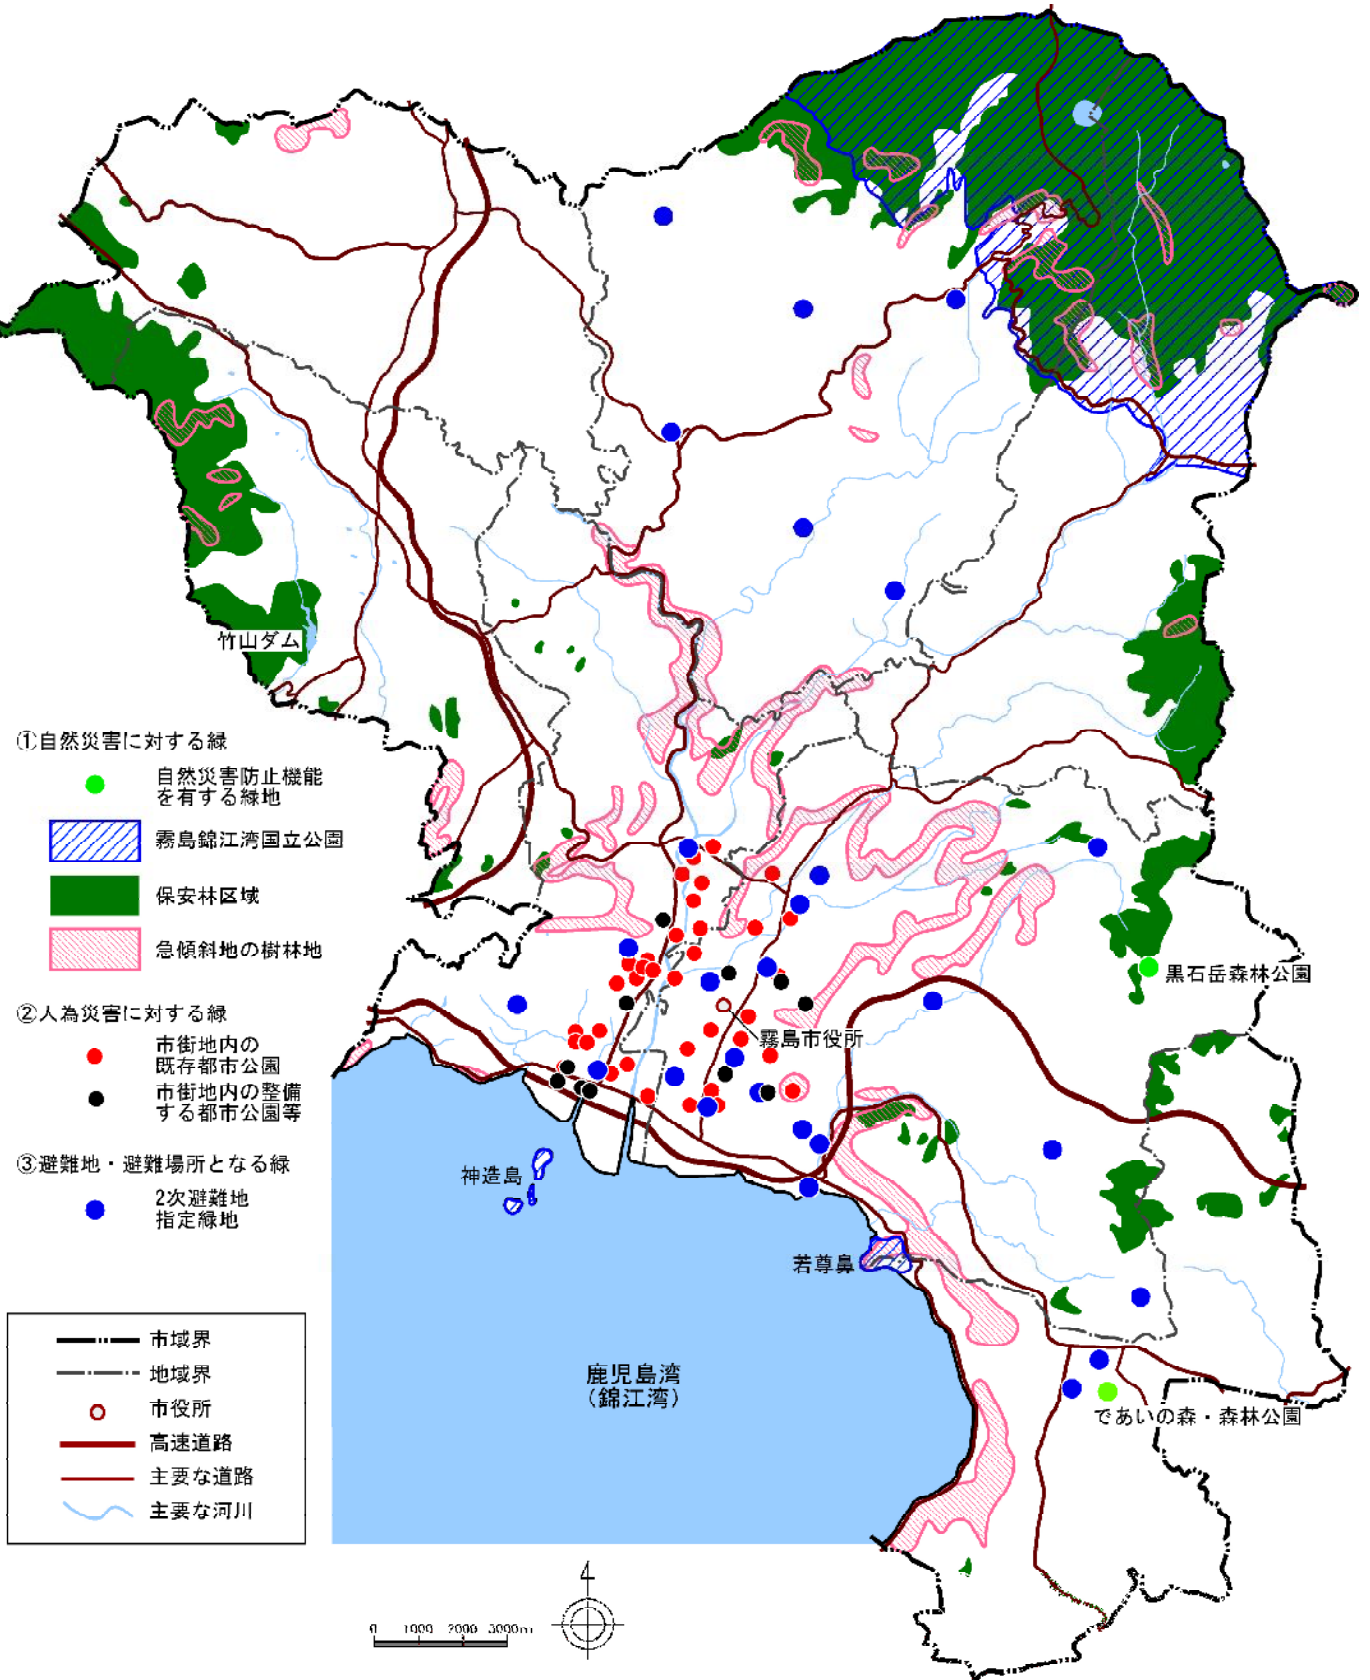 竹山ダム
①自然災害に対する緑
自然災害防止機能
を有する緑地
霧島錦江湾国立公園
保安林区域
急傾斜地の樹林地
②人為災害に対する緑
市街地内の
既存都市公園
市街地内の整備
する都市公園等
③避難地・避難場所となる緑
2次避難地
指定緑地
黒石岳森林公園
霧島市役所
神造島
若尊鼻
鹿児島湾
(錦江湾)
であいの森・森林公園
市域界
地域界
市役所
高速道路
主要な道路
主要な河川
4
0 1000 2000 3000m